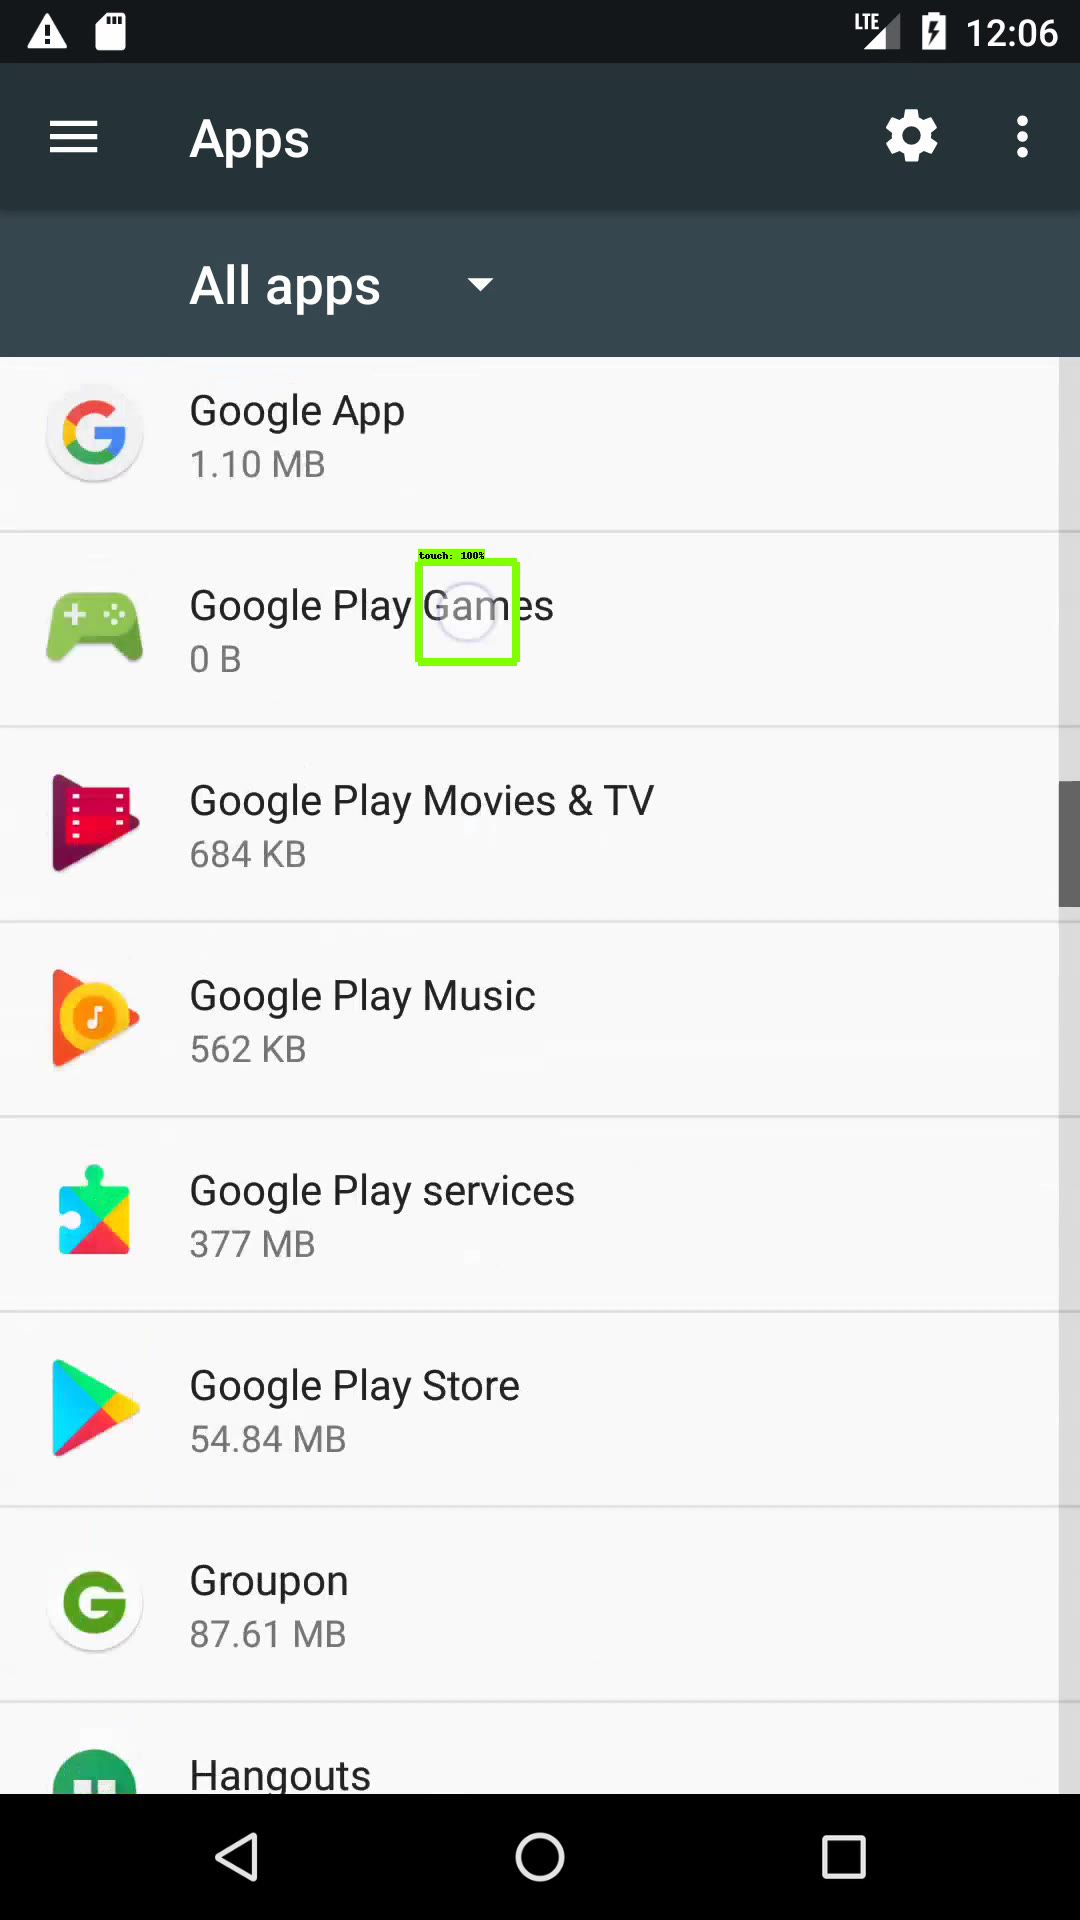 LTE 12:06
Apps
All apps
Google App
1.10 MB
touch: 100%
Google Play Games
0 B
Google Play Movies & TV
684 KB
Google Play Music
562 KB
Google Play services
377 MB
Google Play Store
54.84 MB
Groupon
87.61 MB
Hangouts